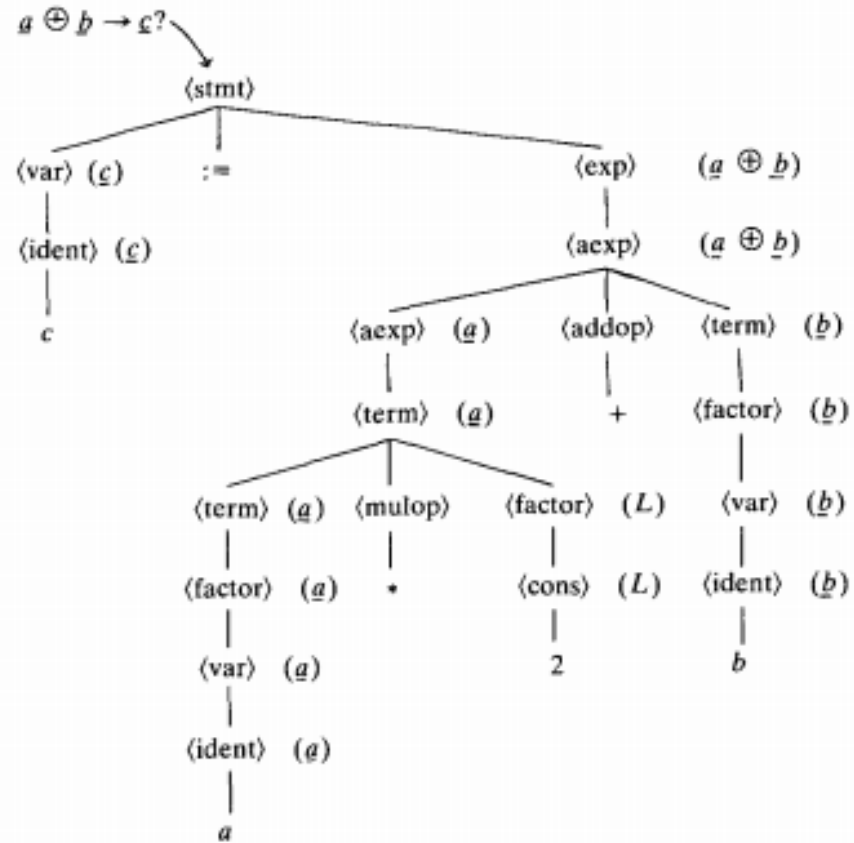 a ⊕ b → c?
⟨stmt⟩
⟨var⟩ (c) := ⟨exp⟩ (a ⊕ b)
⟨ident⟩ (c) ⟨aexp⟩ (a ⊕ b)
c ⟨aexp⟩ (a) ⟨addop⟩ ⟨term⟩ (b)
⟨term⟩ (a) + ⟨factor⟩ (b)
⟨term⟩ (a) ⟨mulop⟩ ⟨factor⟩ (L) ⟨var⟩ (b)
⟨factor⟩ (a) * ⟨cons⟩ (L) ⟨ident⟩ (b)
⟨var⟩ (a) 2 b
⟨ident⟩ (a)
a